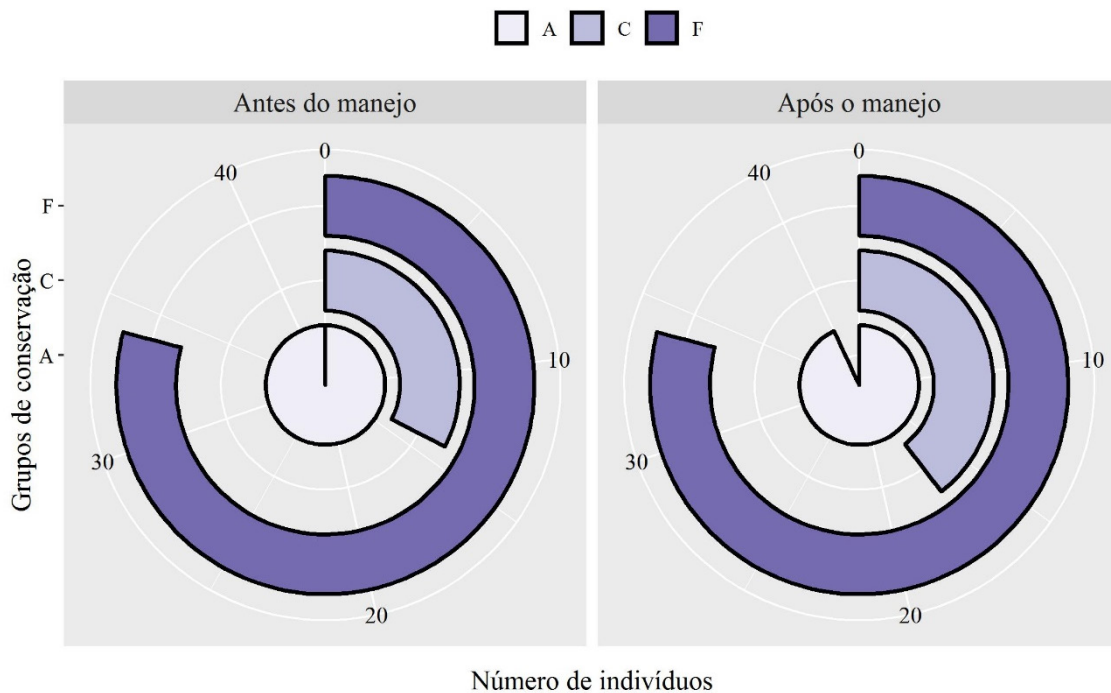 A C F
Antes do manejo Após o manejo
0 0
40 40
F
C
A
10 10
30 30
20 20
Grupos de conservação
Número de indivíduos